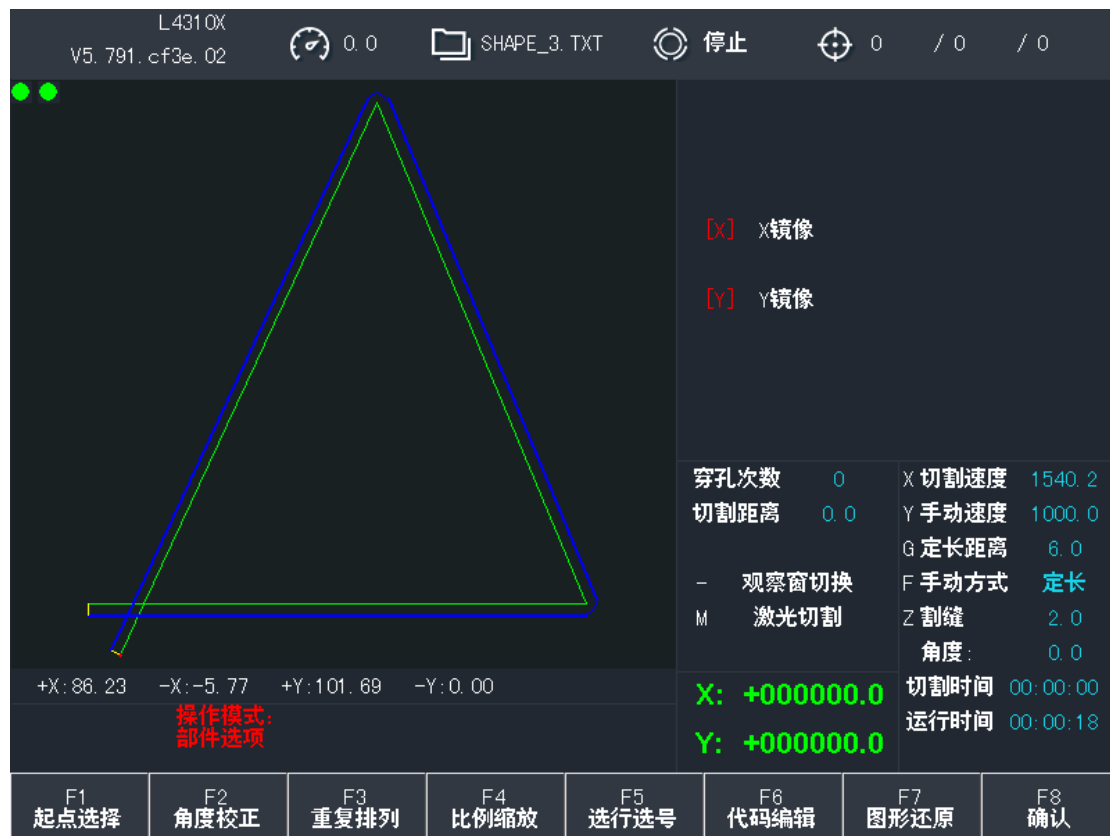 L4310X
V5.791.cf3e.02
0.0
SHAPE_3.TXT
停止
0 / 0 / 0
[X] X镜像
[Y] Y镜像
穿孔次数 0
切割距离 0.0
- 观察窗切换
M 激光切割
X 切割速度 1540.2
Y 手动速度 1000.0
G 定长距离 6.0
F 手动方式 定长
Z 割缝 2.0
角度: 0.0
切割时间 00:00:00
运行时间 00:00:18
+X:86.23 -X:-5.77 +Y:101.69 -Y:0.00
操作模式:
部件选项
X: +000000.0
Y: +000000.0
F1 起点选择
F2 角度校正
F3 重复排列
F4 比例缩放
F5 选行选号
F6 代码编辑
F7 图形还原
F8 确认